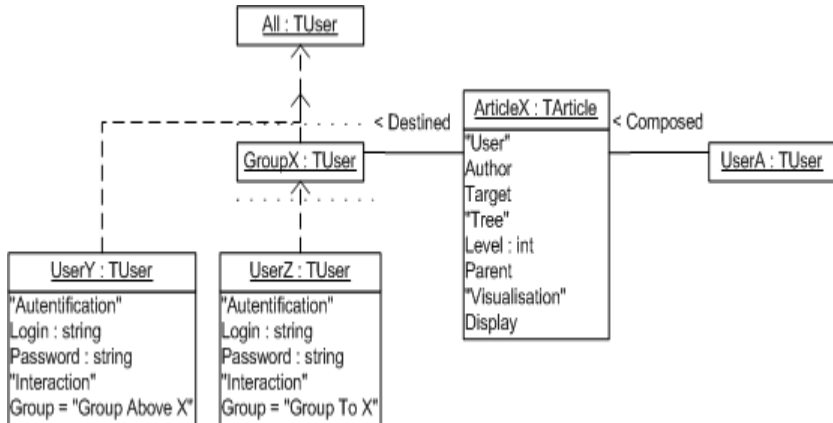 All : TUser
< Destined
ArticleX : TArticle
< Composed
"User"
Author
Target
"Tree"
Level : int
Parent
"Visualisation"
Display
GroupX : TUser
UserA : TUser
UserY : TUser
"Autentification"
Login : string
Password : string
"Interaction"
Group = "Group Above X"
UserZ : TUser
"Autentification"
Login : string
Password : string
"Interaction"
Group = "Group To X"